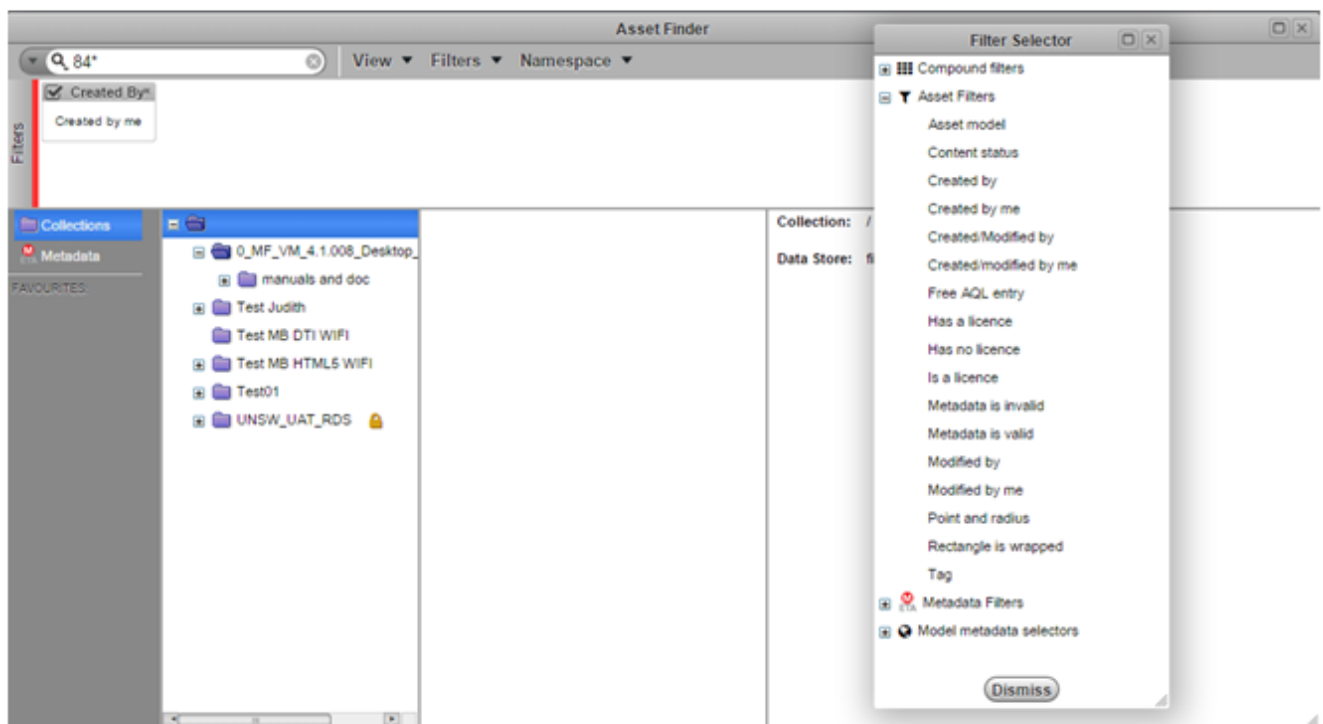 Asset Finder
84*
View
Filters
Namespace
Filters
Created By
Created by me
Collections
META Metadata
FAVOURITES
0_MF_VM_4.1.008_Desktop_
manuals and doc
Test Judith
Test MB DTI WIFI
Test MB HTML5 WIFI
Test01
UNSW_UAT_RDS
Collection: /
Data Store: fi
Filter Selector
Compound filters
Asset Filters
Asset model
Content status
Created by
Created by me
Created/Modified by
Created/modified by me
Free AQL entry
Has a licence
Has no licence
Is a licence
Metadata is invalid
Metadata is valid
Modified by
Modified by me
Point and radius
Rectangle is wrapped
Tag
META Metadata Filters
Model metadata selectors
Dismiss